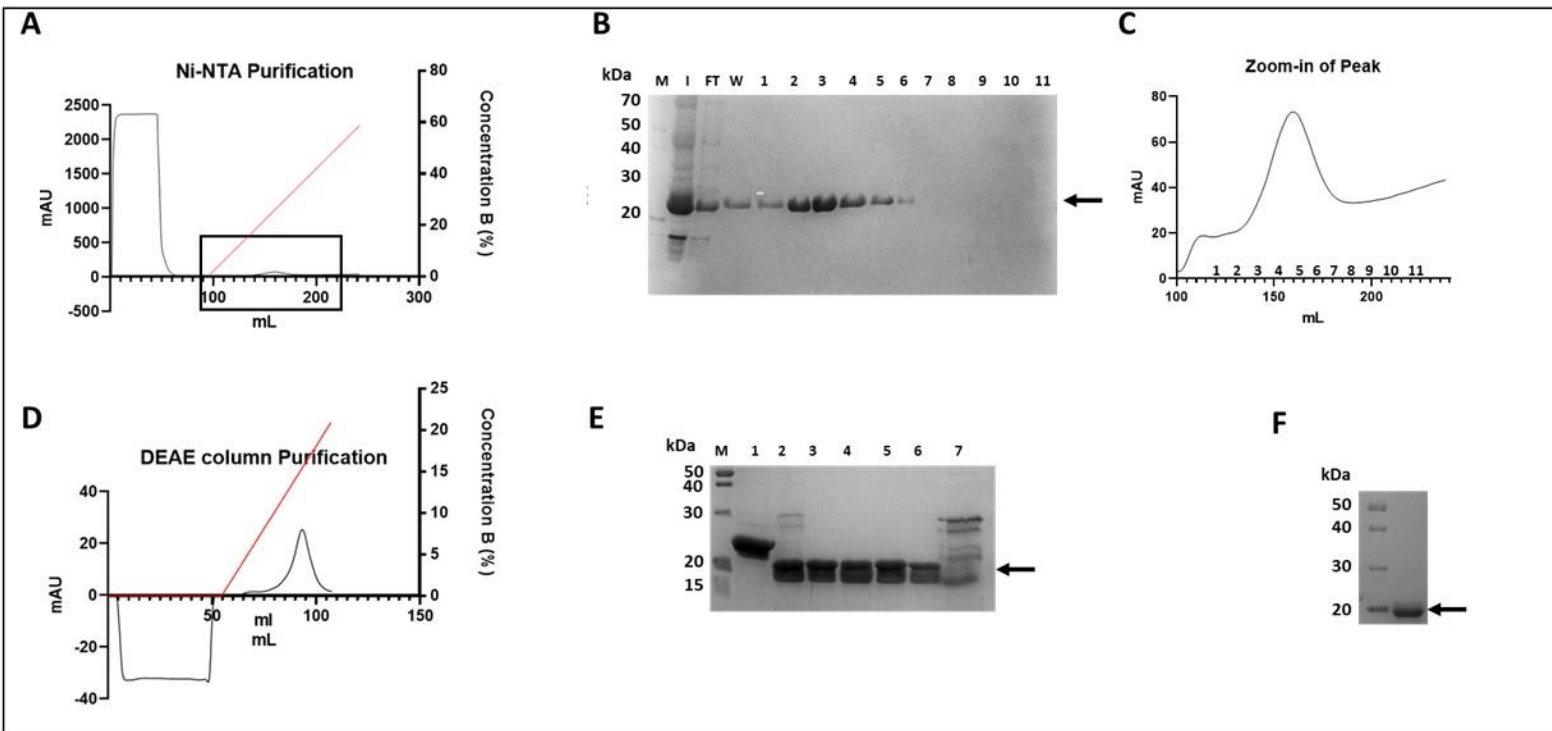 A
Ni-NTA Purification
2500
2000
1500
1000
500
0
-500
mAU
100
200
300
mL
80
60
40
20
0
Concentration B (%)
B
kDa
M I FT W 1 2 3 4 5 6 7 8 9 10 11
70
50
40
30
20
C
Zoom-in of Peak
80
60
40
20
0
mAU
1 2 3 4 5 6 7 8 9 10 11
100 150 200
mL
D
DEAE column Purification
40
20
0
-20
-40
mAU
50 100 150
ml
mL
25
20
15
10
5
0
Concentration B (%)
E
kDa
M 1 2 3 4 5 6 7
50
40
30
20
15
F
kDa
50
40
30
20